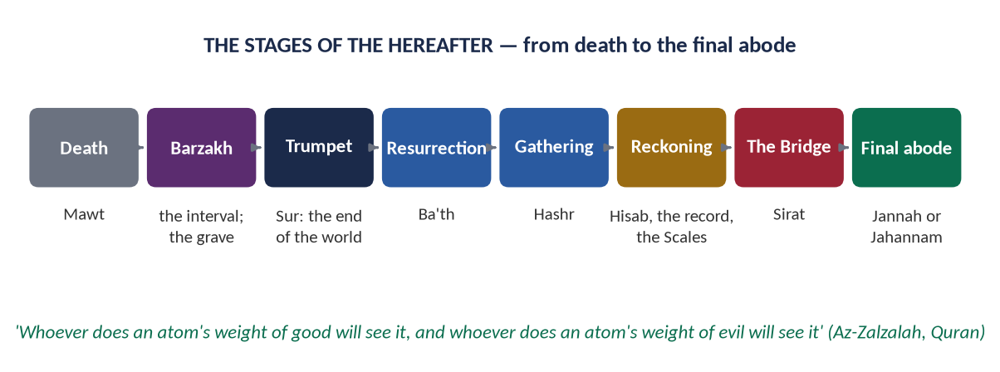 THE STAGES OF THE HEREAFTER — from death to the final abode
Death
Barzakh
Trumpet
Resurrection
Gathering
Reckoning
The Bridge
Final abode
Mawt
the interval;
the grave
Sur: the end
of the world
Ba'th
Hashr
Hisab, the record,
the Scales
Sirat
Jannah or
Jahannam
'Whoever does an atom's weight of good will see it, and whoever does an atom's weight of evil will see it' (Az-Zalzalah, Quran)